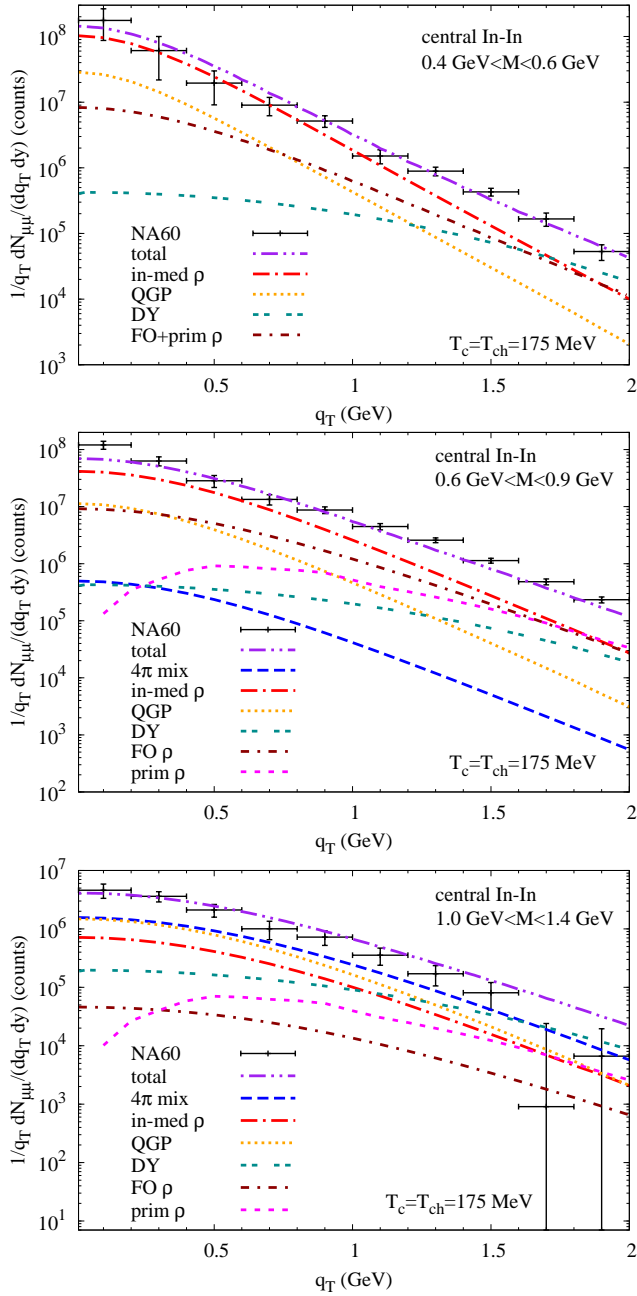 central In-In
0.4 GeV<M<0.6 GeV
1/q_T dN_μμ/(dq_T dy) (counts)
10^8
10^7
10^6
10^5
10^4
10^3
NA60
total
in-med ρ
QGP
DY
FO+prim ρ
T_c=T_ch=175 MeV
0.5 1 1.5 2
q_T (GeV)
central In-In
0.6 GeV<M<0.9 GeV
1/q_T dN_μμ/(dq_T dy) (counts)
10^8
10^7
10^6
10^5
10^4
10^3
10^2
NA60
total
4π mix
in-med ρ
QGP
DY
FO ρ
prim ρ
T_c=T_ch=175 MeV
0.5 1 1.5 2
q_T (GeV)
central In-In
1.0 GeV<M<1.4 GeV
1/q_T dN_μμ/(dq_T dy) (counts)
10^7
10^6
10^5
10^4
10^3
10^2
10^1
NA60
total
4π mix
in-med ρ
QGP
DY
FO ρ
prim ρ
T_c=T_ch=175 MeV
0.5 1 1.5 2
q_T (GeV)